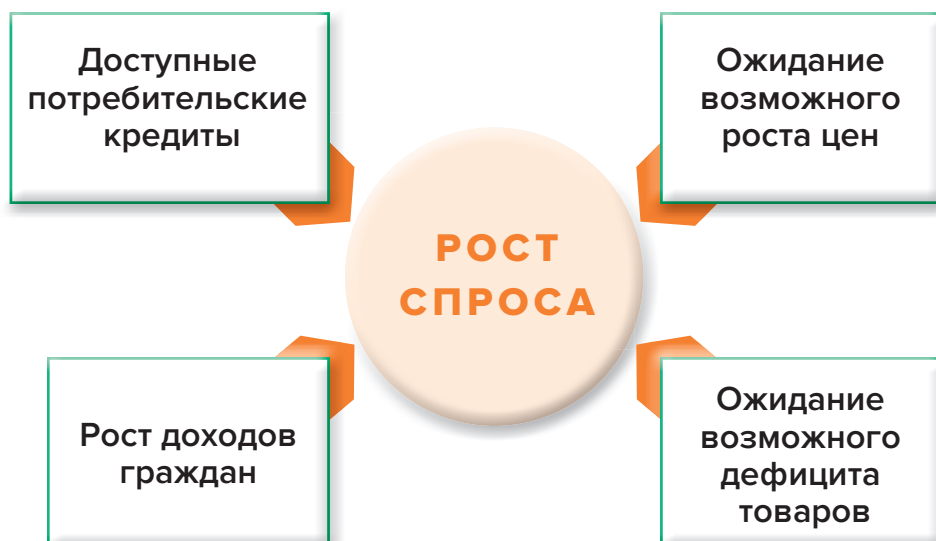 Доступные
потребительские
кредиты
Ожидание
возможного
роста цен
РОСТ
СПРОСА
Рост доходов
граждан
Ожидание
возможного
дефицита
товаров